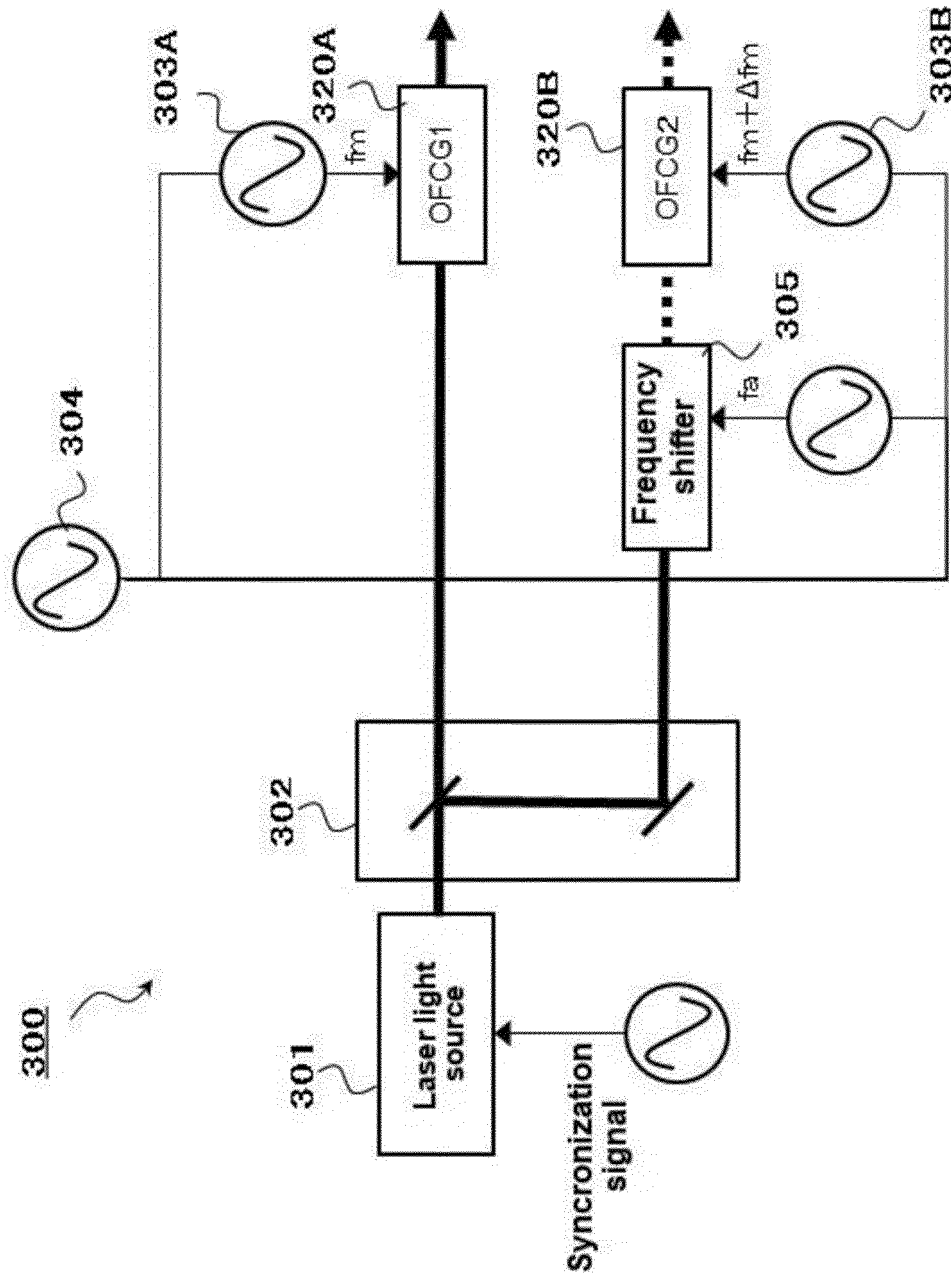 300
301
Laser light
source
Syncronization
signal
302
304
303A
fm
320A
OFCG1
320B
OFCG2
fm+Δfm
303B
305
Frequency
shifter
fa